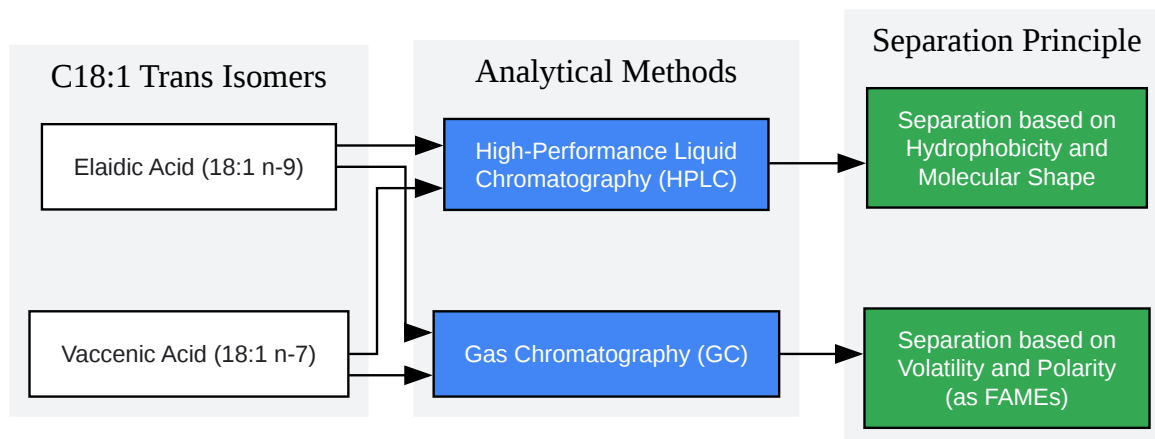 C18:1 Trans Isomers
Elaidic Acid (18:1 n-9)
Vaccenic Acid (18:1 n-7)
Analytical Methods
High-Performance Liquid
Chromatography (HPLC)
Gas Chromatography (GC)
Separation Principle
Separation based on
Hydrophobicity and
Molecular Shape
Separation based on
Volatility and Polarity
(as FAMEs)